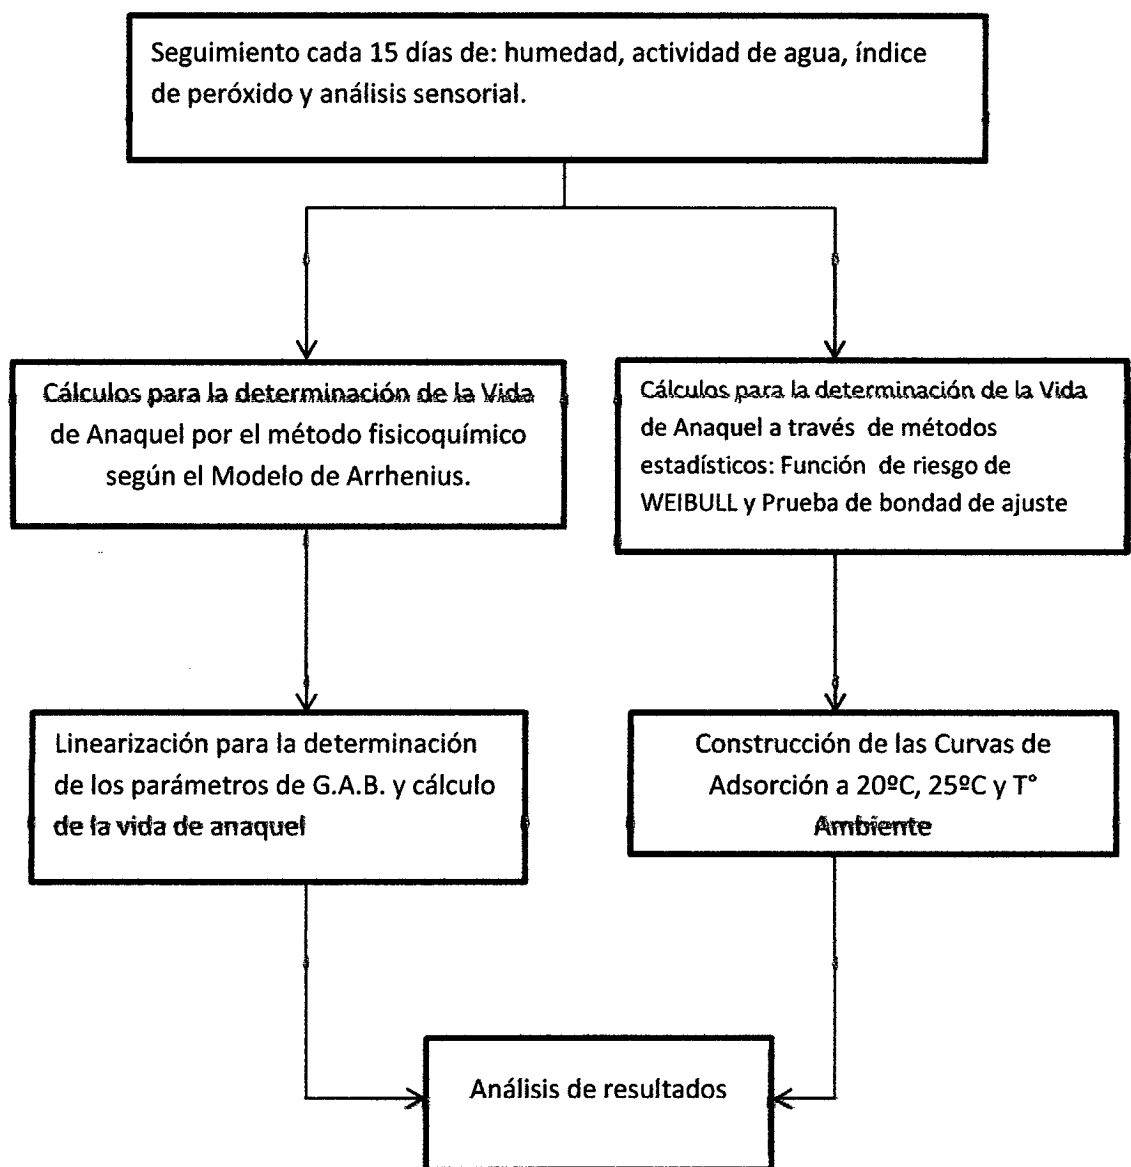 Seguimiento cada 15 días de: humedad, actividad de agua, índice
de peróxido y análisis sensorial.
Cálculos para la determinación de la Vida
de Anaquel por el método fisicoquímico
según el Modelo de Arrhenius.
Cálculos para la determinación de la Vida
de Anaquel a través de métodos
estadísticos: Función de riesgo de
WEIBULL y Prueba de bondad de ajuste
Linearización para la determinación
de los parámetros de G.A.B. y cálculo
de la vida de anaquel
Construcción de las Curvas de
Adsorción a 20ºC, 25ºC y T°
Ambiente
Análisis de resultados